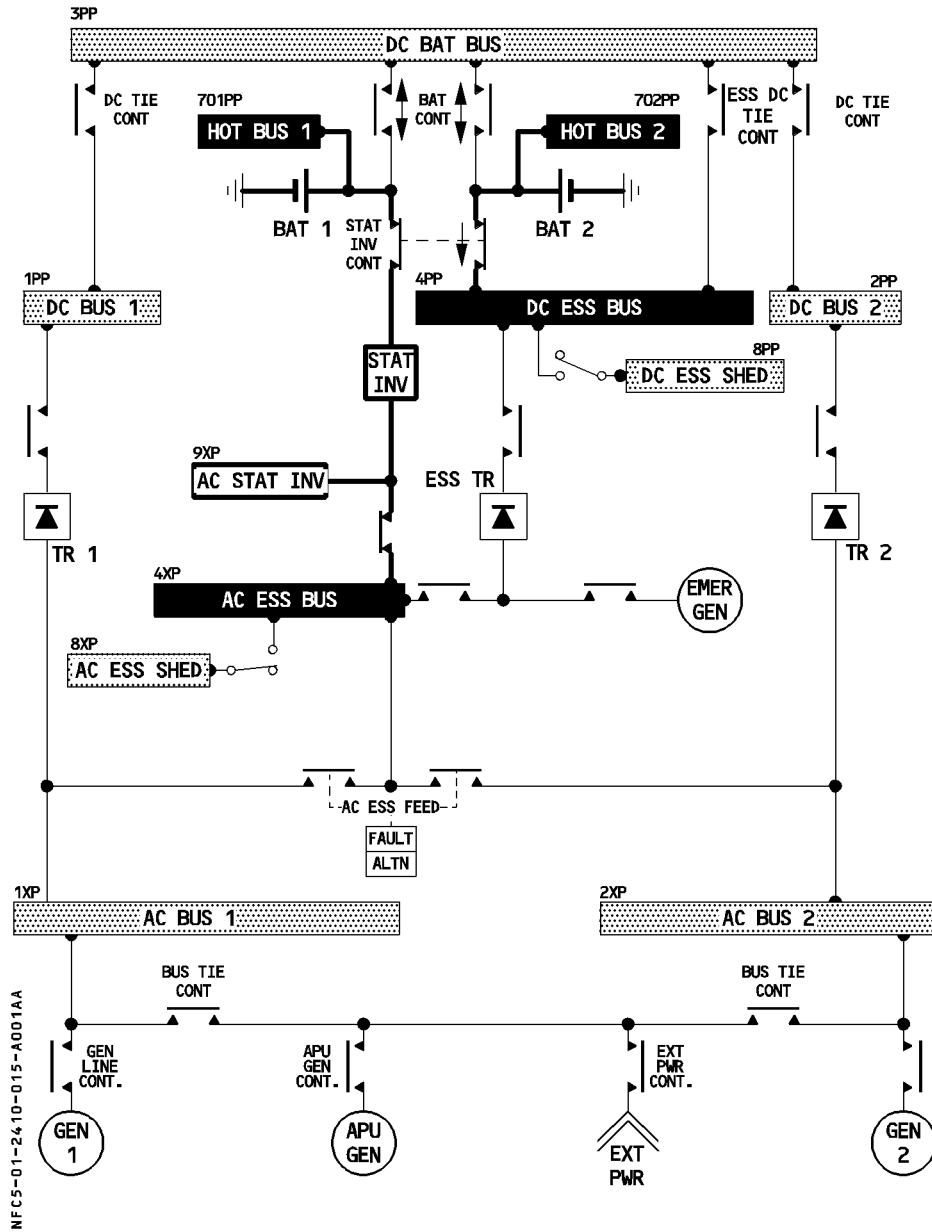 3PP
DC BAT BUS
DC TIE
CONT
701PP
HOT BUS 1
BAT
CONT
702PP
HOT BUS 2
ESS DC
TIE
CONT
DC TIE
CONT
BAT 1
STAT
INV
CONT
BAT 2
1PP
DC BUS 1
4PP
DC ESS BUS
2PP
DC BUS 2
8PP
DC ESS SHED
STAT
INV
9XP
AC STAT INV
ESS TR
TR 1
TR 2
4XP
AC ESS BUS
EMER
GEN
8XP
AC ESS SHED
AC ESS FEED
FAULT
ALTN
1XP
AC BUS 1
2XP
AC BUS 2
BUS TIE
CONT
BUS TIE
CONT
GEN
LINE
CONT.
APU
GEN
CONT.
EXT
PWR
CONT.
GEN
1
APU
GEN
EXT
PWR
GEN
2
NFC5-01-2410-015-A001AA